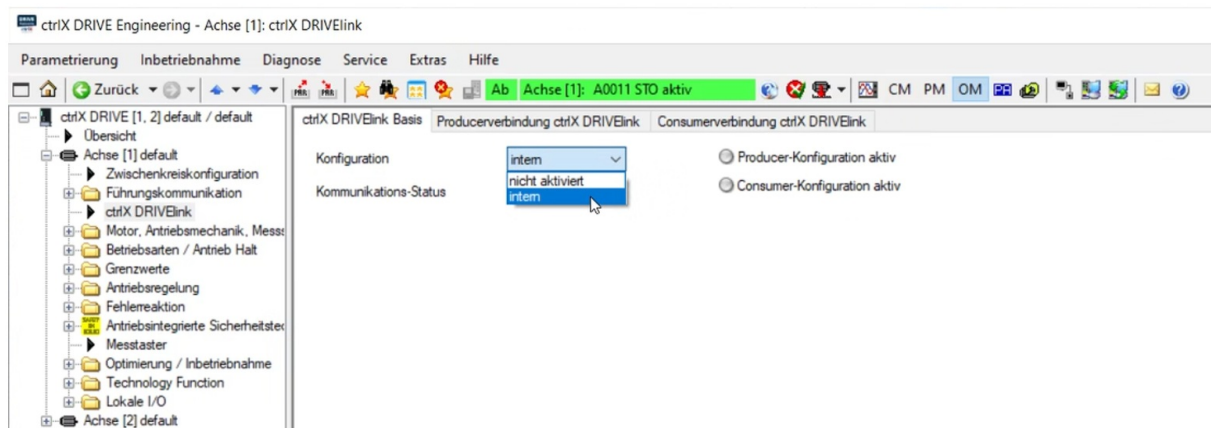 ctrlX DRIVE Engineering - Achse [1]: ctrlX DRIVElink
Parametrierung Inbetriebnahme Diagnose Service Extras Hilfe
Zurück Ab Achse [1]: A0011 STO aktiv CM PM OM PA
ctrlX DRIVE [1, 2] default / default
Übersicht
Achse [1] default
Zwischenkreiskonfiguration
Führungskommunikation
ctrlX DRIVElink
Motor, Antriebsmechanik, Mess
Betriebsarten / Antrieb Halt
Grenzwerte
Antriebsregelung
Fehlerreaktion
Antriebsintegrierte Sicherheitstec
Messtaster
Optimierung / Inbetriebnahme
Technology Function
Lokale I/O
Achse [2] default
ctrlX DRIVElink Basis Producerverbindung ctrlX DRIVElink Consumerverbindung ctrlX DRIVElink
Konfiguration intern Producer-Konfiguration aktiv
nicht aktiviert
Kommunikations-Status intern Consumer-Konfiguration aktiv